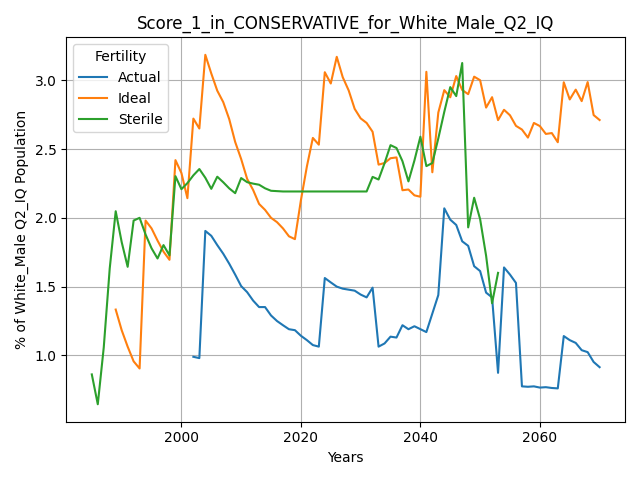 Score_1_in_CONSERVATIVE_for_White_Male_Q2_IQ
Fertility
Actual
Ideal
Sterile
% of White_Male Q2_IQ Population
3.0
2.5
2.0
1.5
1.0
2000
2020
2040
2060
Years